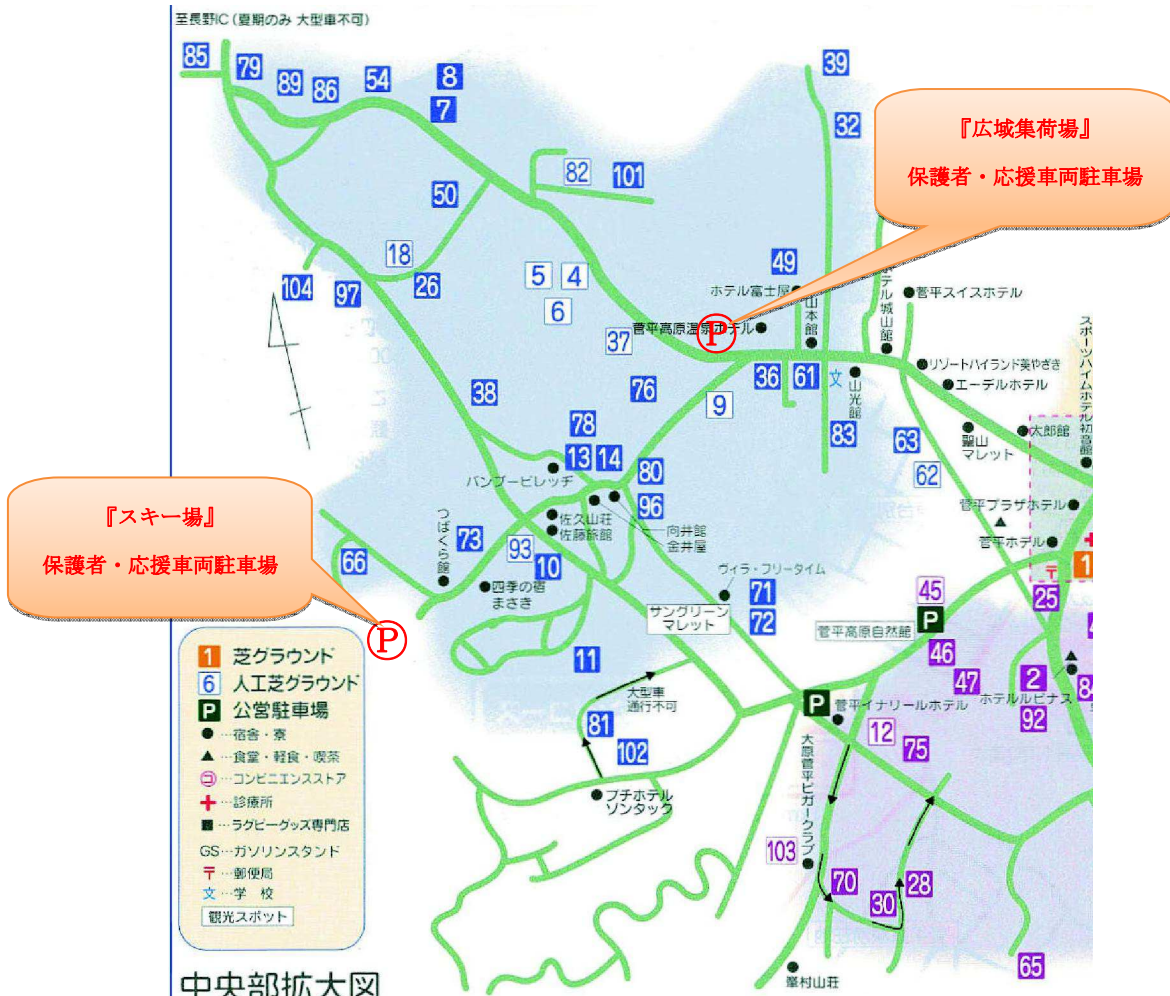 至長野IC(夏期のみ 大型車不可)
85
79
89
86
54
8
7
39
32
『広域集荷場』
保護者・応援車両駐車場
50
82
101
18
26
104
97
5
4
6
37
49
ホテル富士屋
山本館
菅平高原温泉ホテル
P
ホテル城山館
菅平スイスホテル
リゾートハイランド美やざき
エーデルホテル
スポーツハイムホテル初音館
36
61
文
山光館
83
38
76
9
63
62
聖山
マレット
太郎館
菅平プラザホテル
菅平ホテル
1
〒
25
78
13
14
80
96
バンブービレッヂ
向井館
金井屋
佐久山荘
佐藤旅館
『スキー場』
保護者・応援車両駐車場
66
つばくら館
73
93
10
四季の宿
まさき
P
ヴィラ・フリータイム
71
72
サングリーン
マレット
45
P
菅平高原自然館
46
47
2
92
ホテルルピナス
84
11
大型車
通行不可
81
102
プチホテル
ソンタック
P
菅平イナリールホテル
12
75
大原菅平ビガークラブ
103
70
30
28
65
峯村山荘
1 芝グラウンド
6 人工芝グラウンド
P 公営駐車場
●…宿舎・寮
▲…食堂・軽食・喫茶
コ…コンビニエンスストア
✚…診療所
■…ラグビーグッズ専門店
GS…ガソリンスタンド
〒…郵便局
文…学 校
観光スポット
中央部拡大図